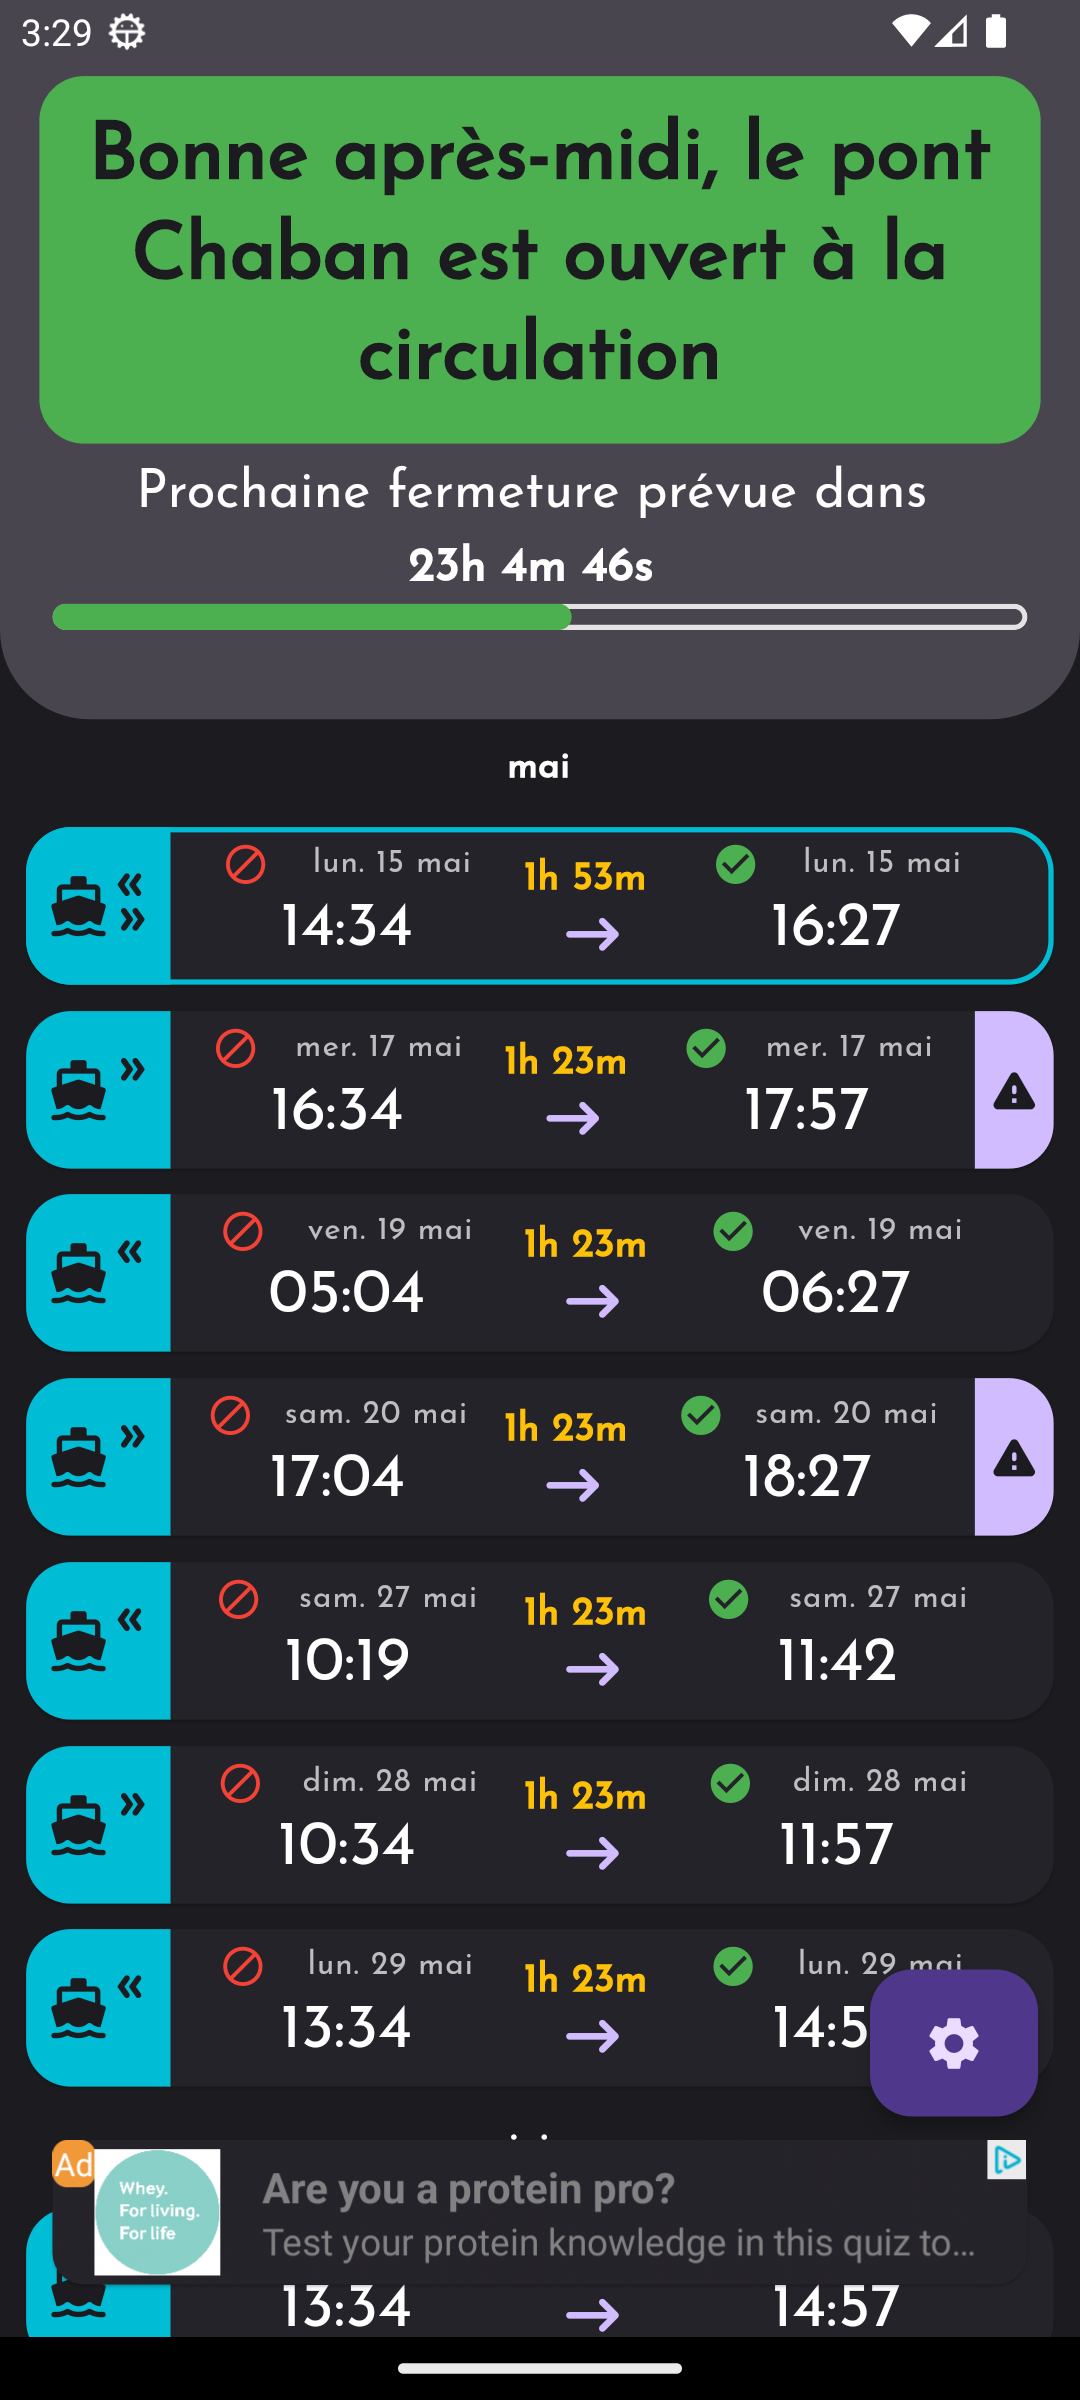 3:29
Bonne après-midi, le pont
Chaban est ouvert à la
circulation
Prochaine fermeture prévue dans
23h 4m 46s
mai
lun. 15 mai 1h 53m lun. 15 mai
14:34 16:27
mer. 17 mai 1h 23m mer. 17 mai
16:34 17:57
ven. 19 mai 1h 23m ven. 19 mai
05:04 06:27
sam. 20 mai 1h 23m sam. 20 mai
17:04 18:27
sam. 27 mai 1h 23m sam. 27 mai
10:19 11:42
dim. 28 mai 1h 23m dim. 28 mai
10:34 11:57
lun. 29 mai 1h 23m lun. 29 mai
13:34 14:5
Ad
Whey.
For living.
For life
Are you a protein pro?
Test your protein knowledge in this quiz to...
13:34 14:57